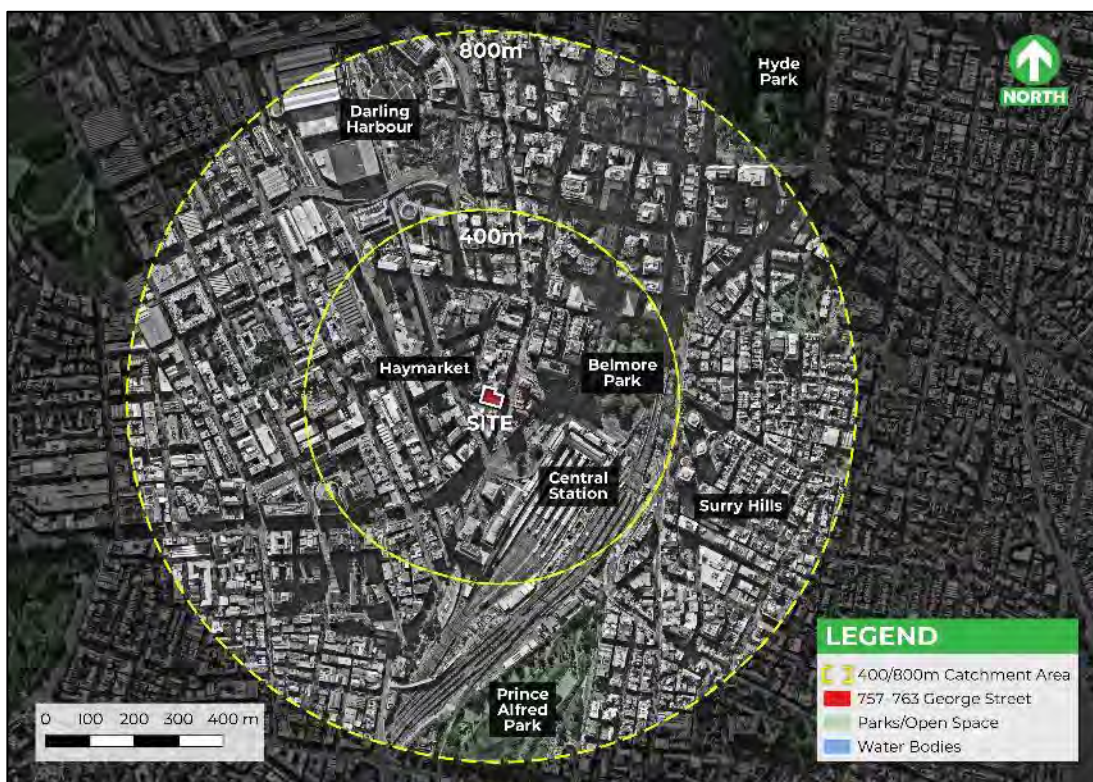 800m
Hyde
Park
NORTH
Darling
Harbour
400m
Haymarket
Belmore
Park
SITE
Central
Station
Surry Hills
Prince
Alfred
Park
0 100 200 300 400 m
LEGEND
400/800m Catchment Area
757-763 George Street
Parks/Open Space
Water Bodies